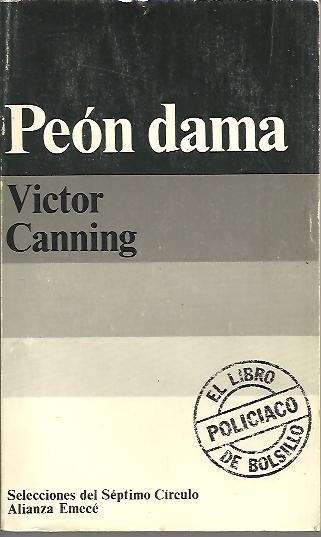 Peón dama
Victor
Canning
EL LIBRO
POLICIACO
DE BOLSILLO
Selecciones del Séptimo Círculo
Alianza Emecé